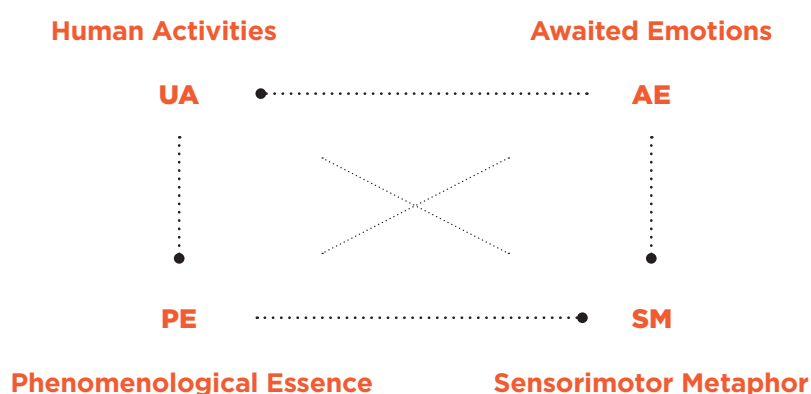 Human Activities
Awaited Emotions
UA
AE
PE
SM
Phenomenological Essence
Sensorimotor Metaphor